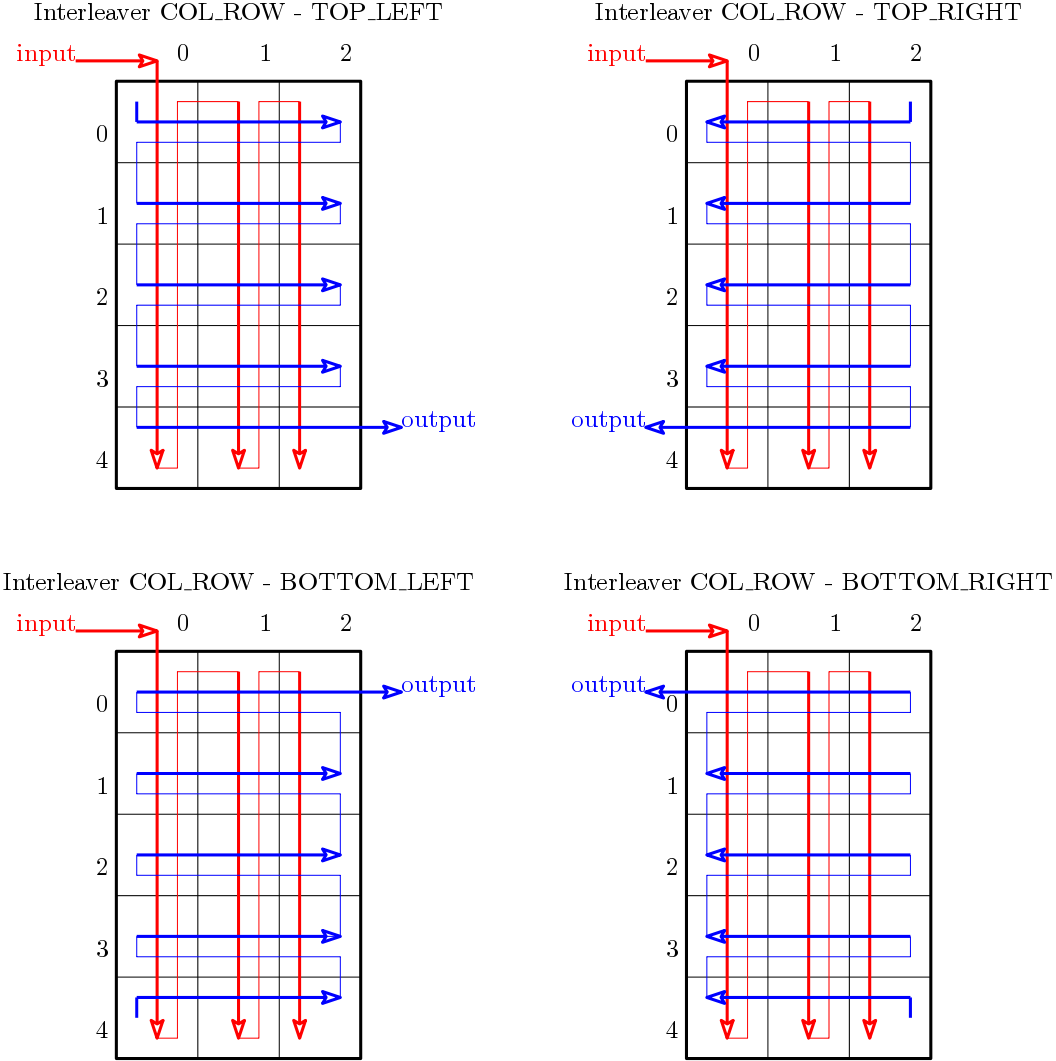 Interleaver COL_ROW - TOP_LEFT
input 0 1 2
0
1
2
3
output
4
Interleaver COL_ROW - TOP_RIGHT
input 0 1 2
0
1
2
3
output
4
Interleaver COL_ROW - BOTTOM_LEFT
input 0 1 2
output
0
1
2
3
4
Interleaver COL_ROW - BOTTOM_RIGHT
input 0 1 2
output
0
1
2
3
4